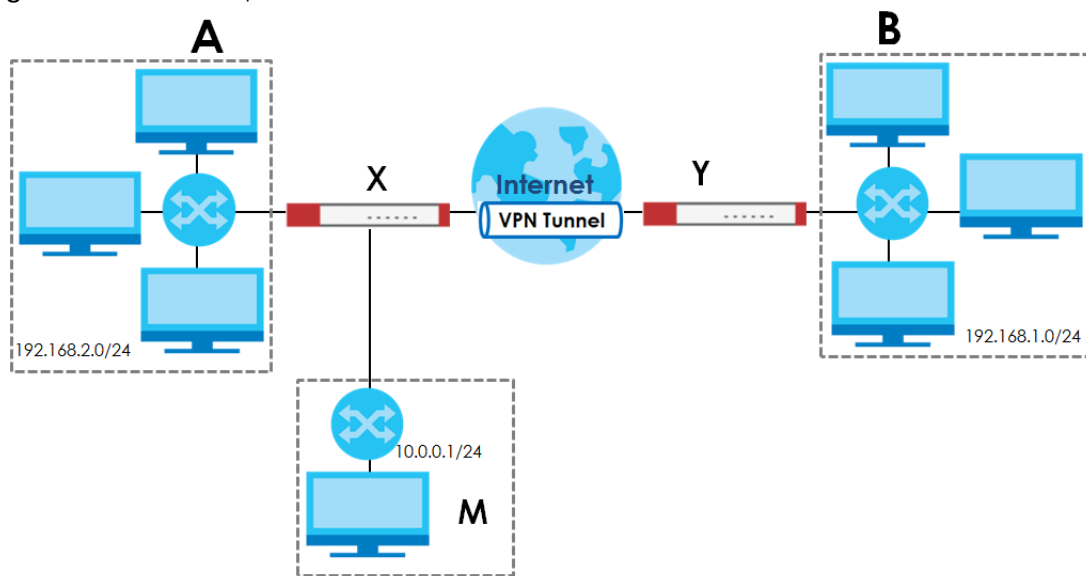 A
B
X
Y
Internet
VPN Tunnel
192.168.2.0/24
192.168.1.0/24
10.0.0.1/24
M